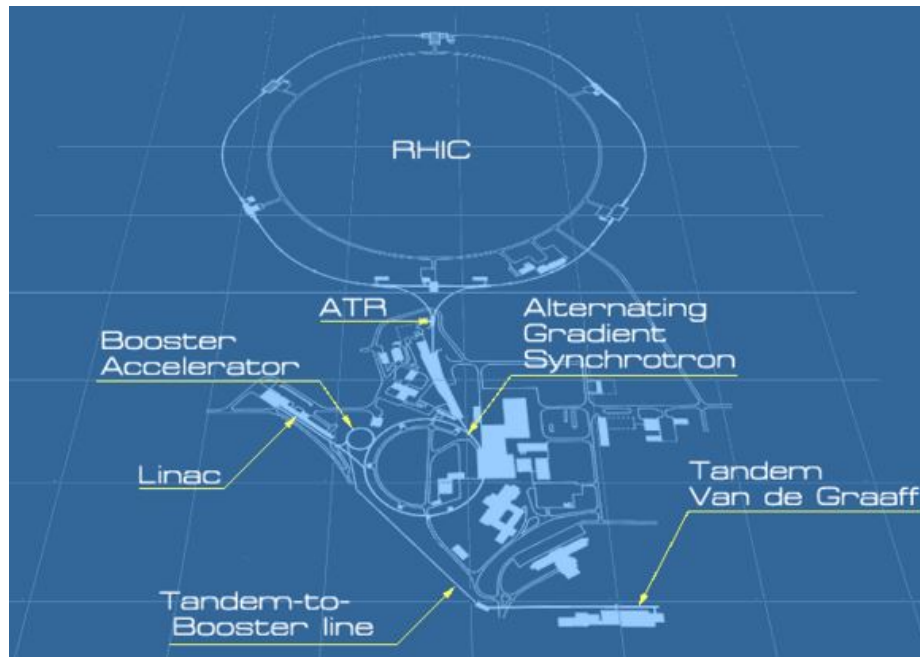 RHIC
ATR
Alternating
Gradient
Synchrotron
Booster
Accelerator
Linac
Tandem
Van de Graaff
Tandem-to-
Booster line